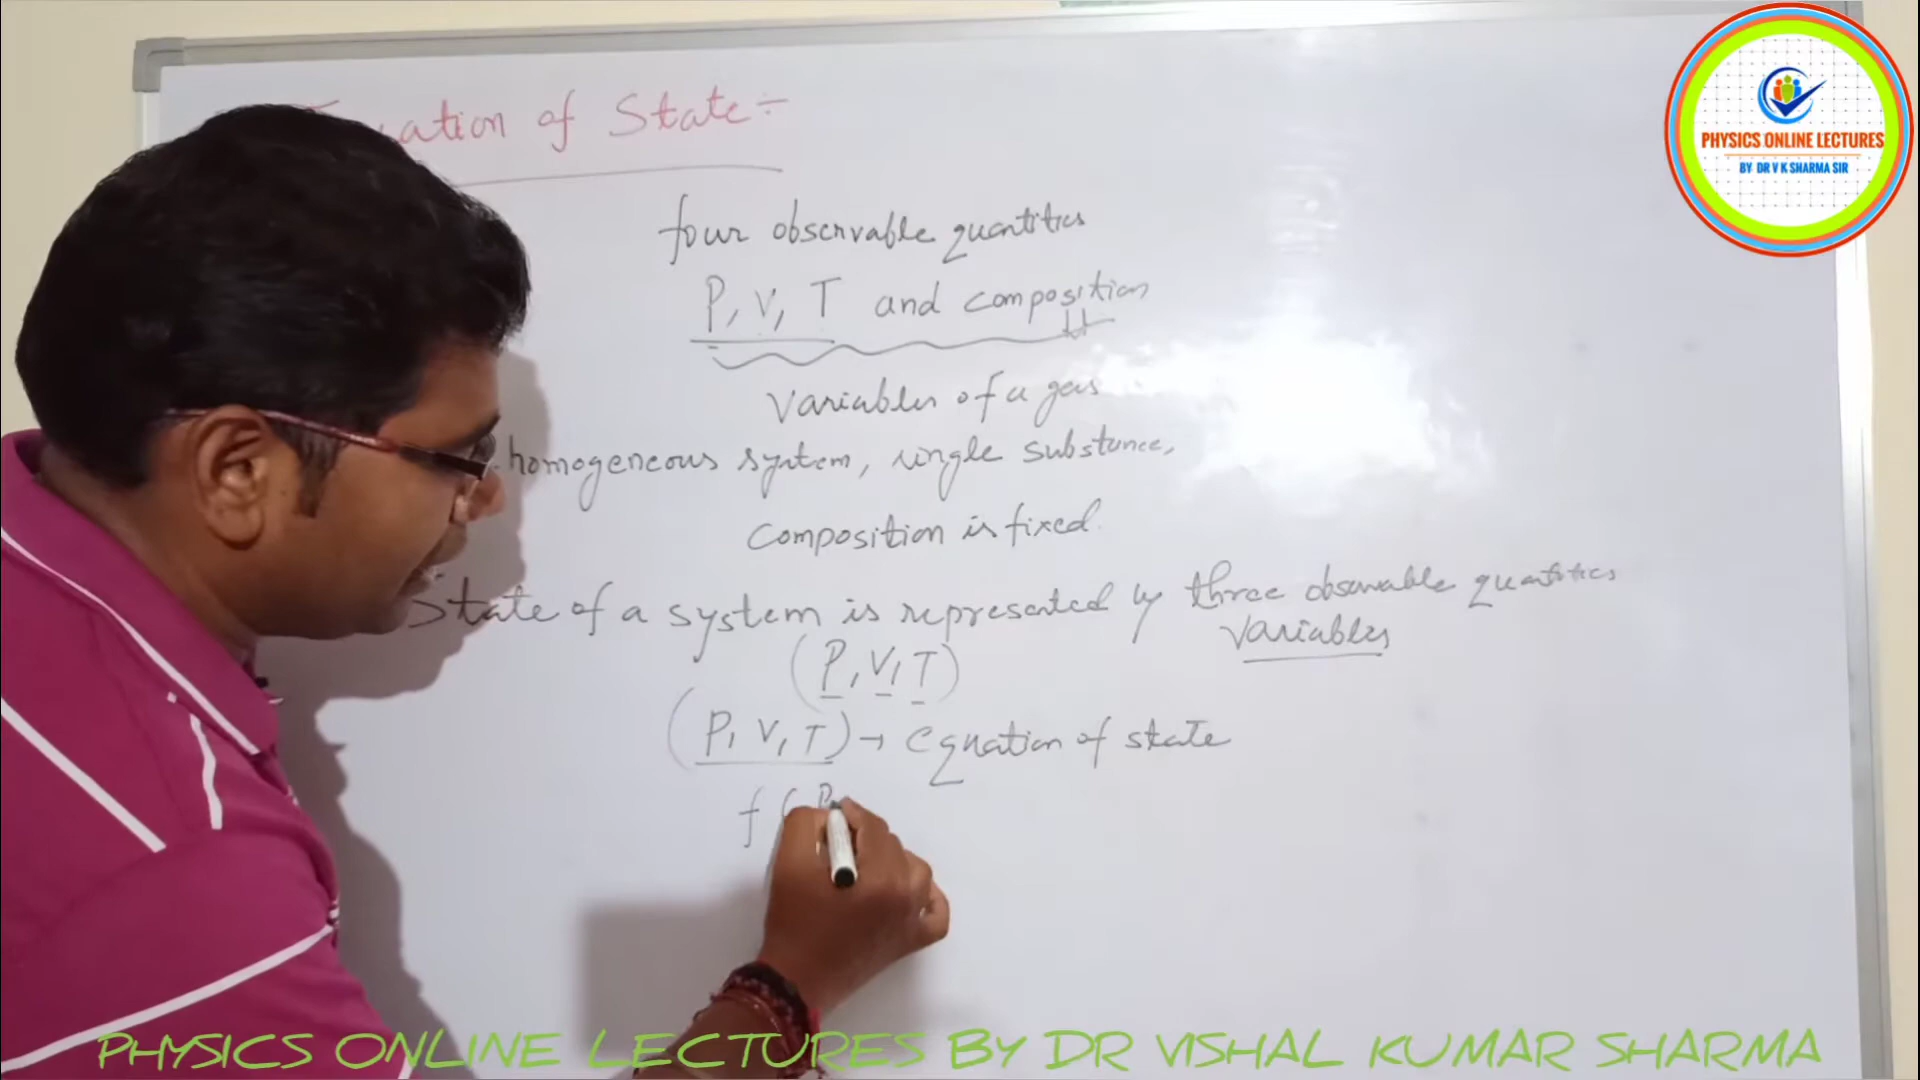 ation of State:-
four observable quantities
P, V, T and composition
Variables of a gas
homogeneous system, single substance,
Composition is fixed.
State of a system is represented by three observable quantities
variables
(P, V, T)
(P, V, T) → equation of state
f ( P
PHYSICS ONLINE LECTURES
BY DR V K SHARMA SIR
PHYSICS ONLINE LECTURES BY DR VISHAL KUMAR SHARMA